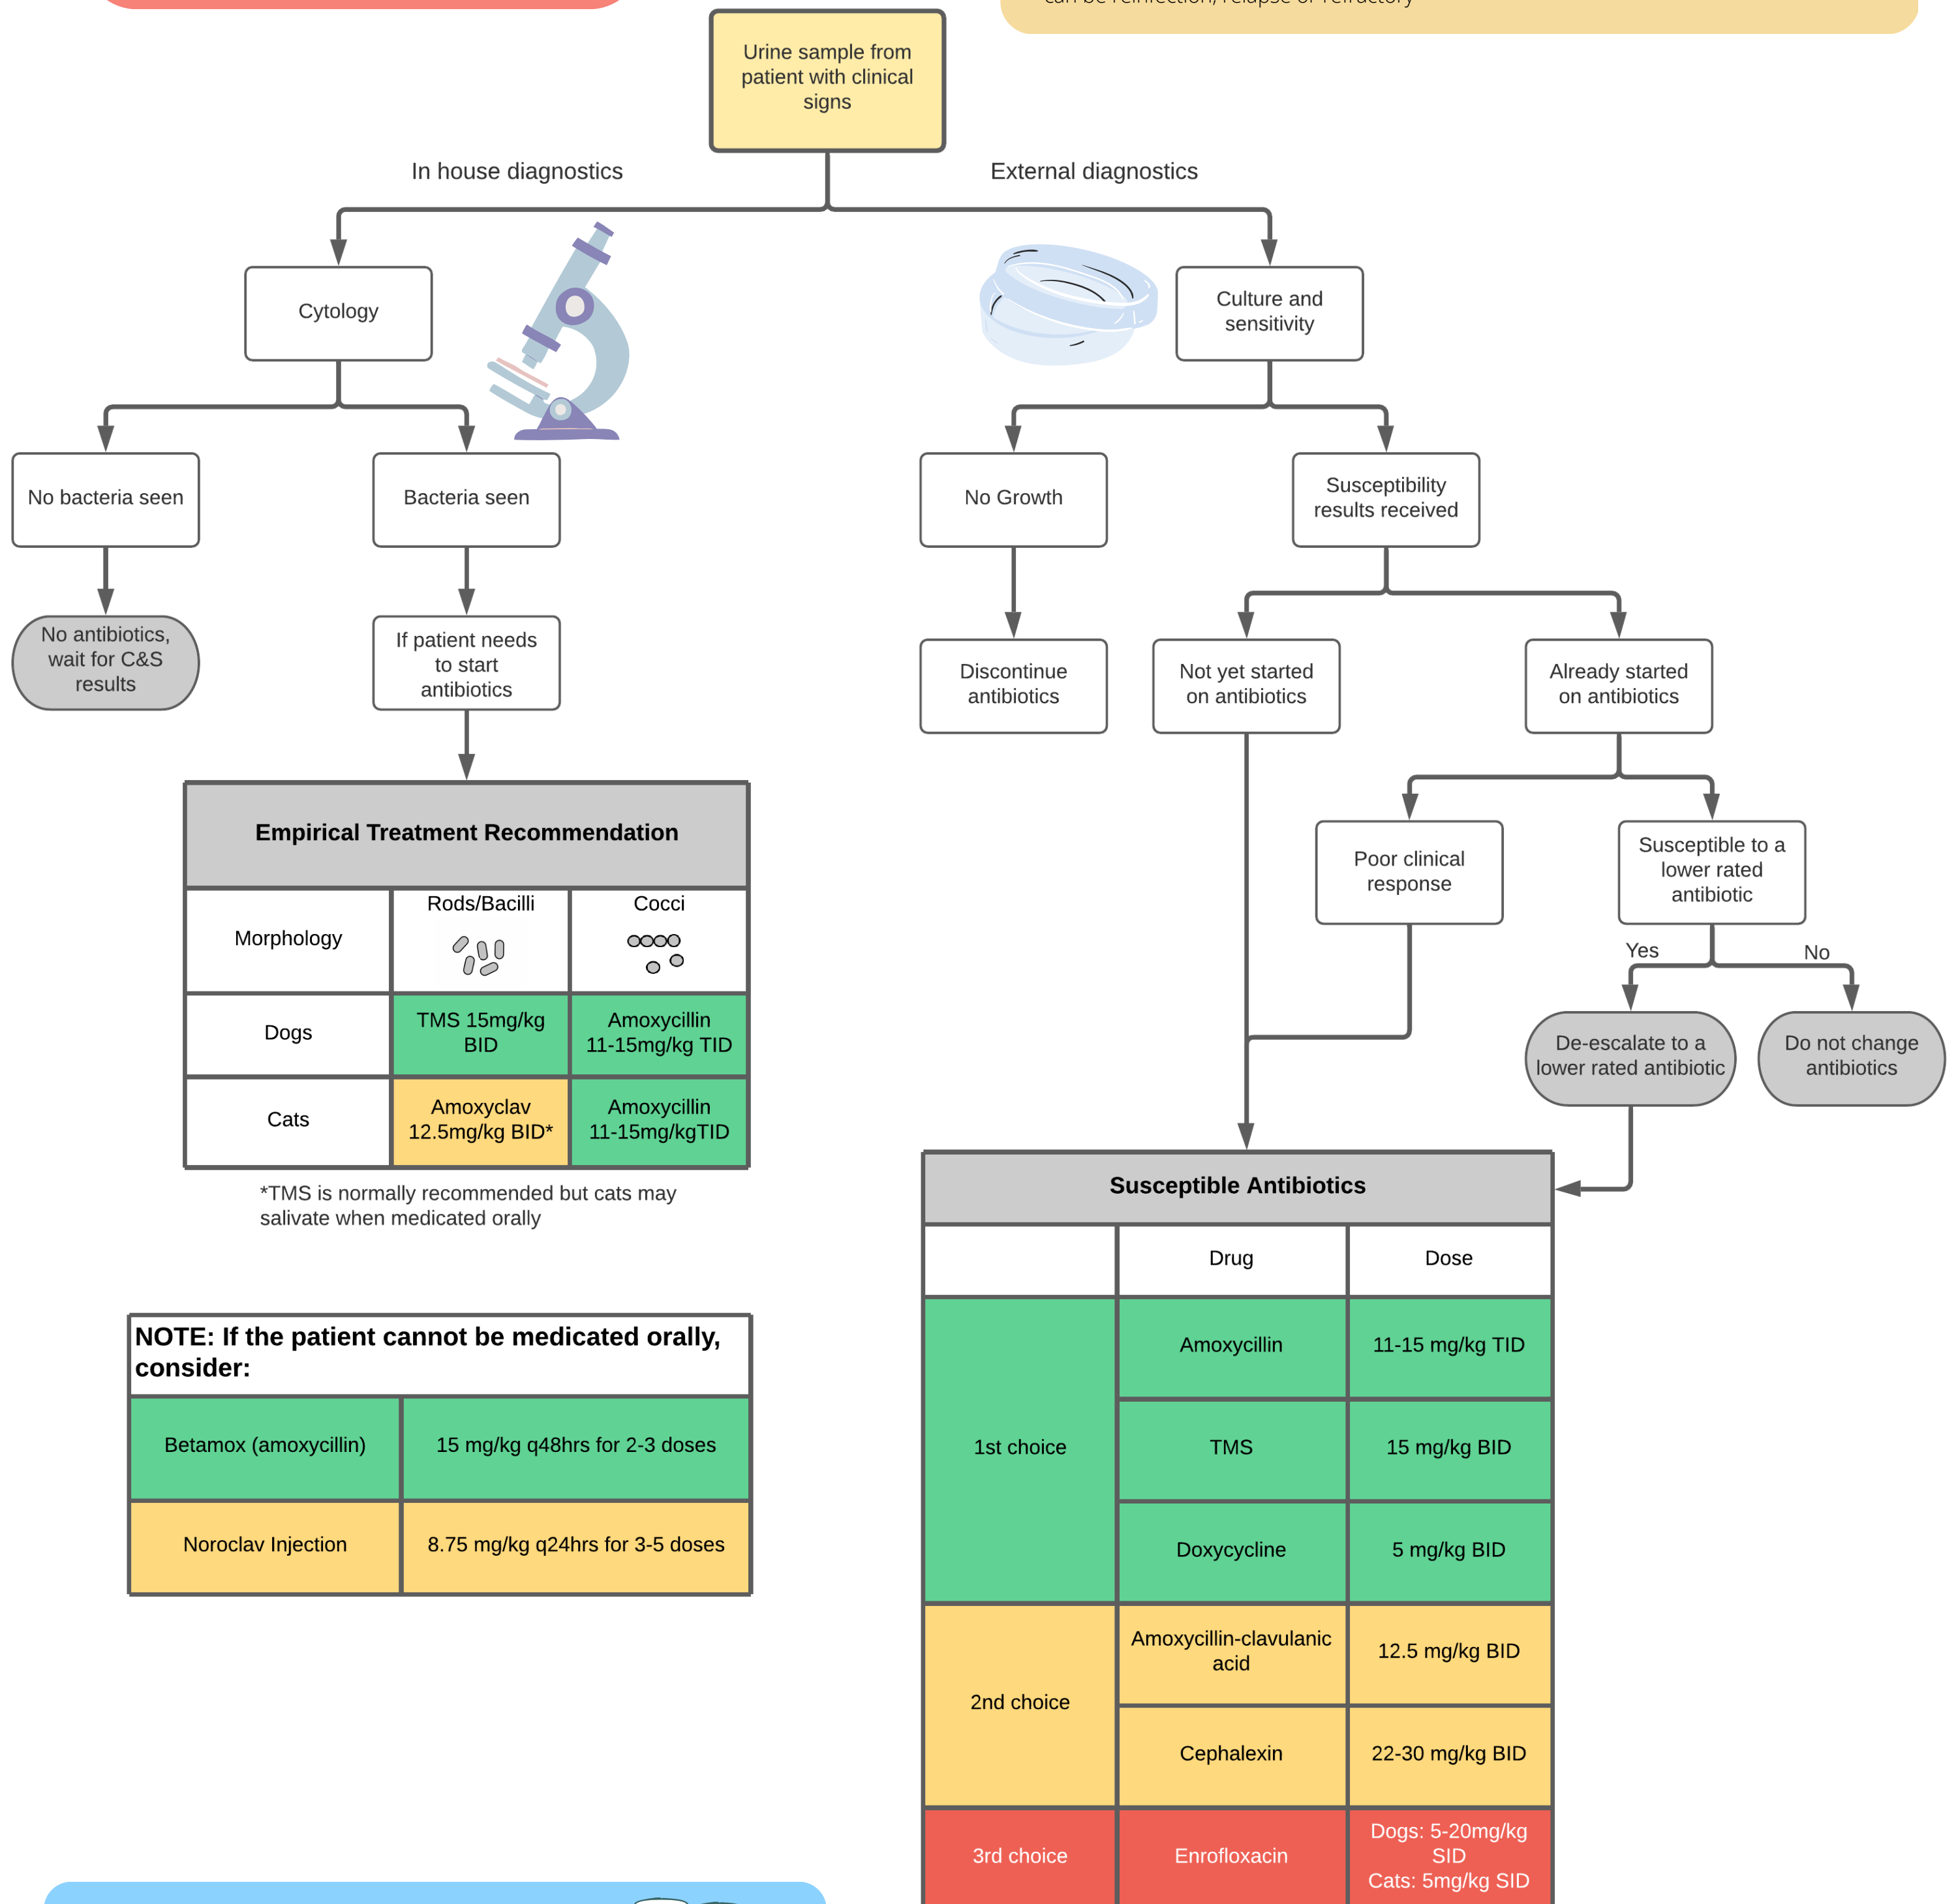 can be reinfection, relapse or refractory
Urine sample from
patient with clinical
signs
In house diagnostics
External diagnostics
Cytology
Culture and
sensitivity
No bacteria seen
Bacteria seen
No Growth
Susceptibility
results received
No antibiotics,
wait for C&S
results
If patient needs
to start
antibiotics
Discontinue
antibiotics
Not yet started
on antibiotics
Already started
on antibiotics
Poor clinical
response
Susceptible to a
lower rated
antibiotic
Yes
No
De-escalate to a
lower rated antibiotic
Do not change
antibiotics
Empirical Treatment Recommendation
Morphology
Rods/Bacilli
Cocci
Dogs
TMS 15mg/kg
BID
Amoxycillin
11-15mg/kg TID
Cats
Amoxyclav
12.5mg/kg BID*
Amoxycillin
11-15mg/kgTID
*TMS is normally recommended but cats may
salivate when medicated orally
NOTE: If the patient cannot be medicated orally,
consider:
Betamox (amoxycillin)
15 mg/kg q48hrs for 2-3 doses
Noroclav Injection
8.75 mg/kg q24hrs for 3-5 doses
Susceptible Antibiotics
Drug
Dose
1st choice
Amoxycillin
11-15 mg/kg TID
TMS
15 mg/kg BID
Doxycycline
5 mg/kg BID
2nd choice
Amoxycillin-clavulanic
acid
12.5 mg/kg BID
Cephalexin
22-30 mg/kg BID
3rd choice
Enrofloxacin
Dogs: 5-20mg/kg
SID
Cats: 5mg/kg SID